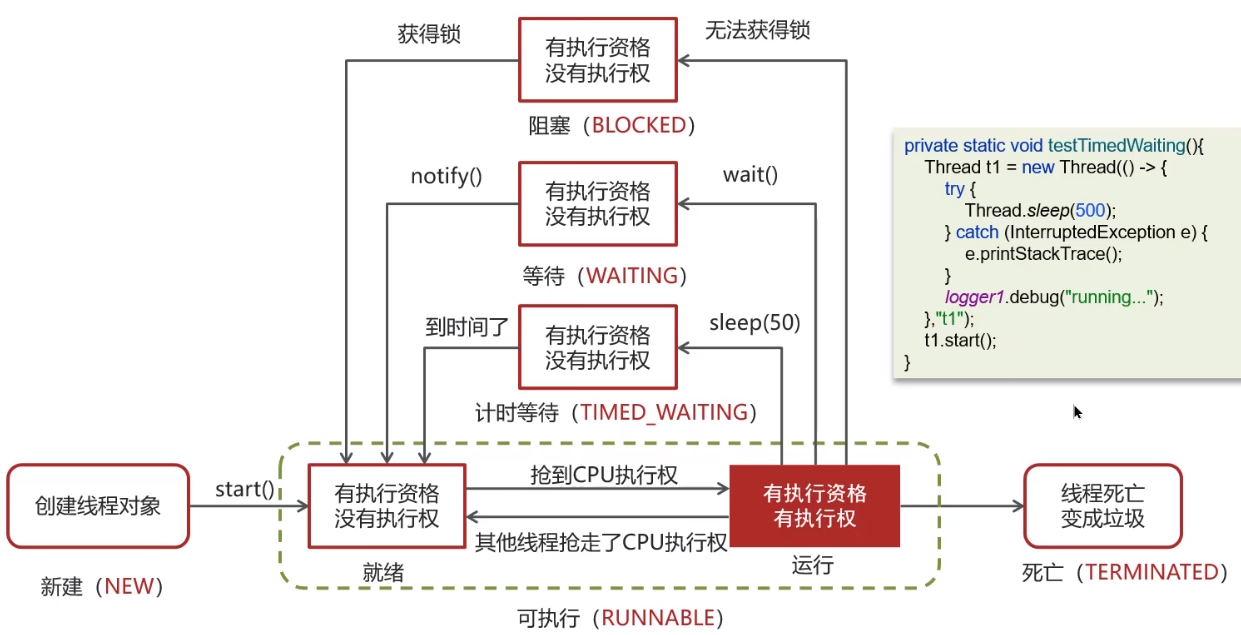 获得锁
有执行资格
没有执行权
无法获得锁
阻塞（BLOCKED）
notify()
有执行资格
没有执行权
wait()
等待（WAITING）
到时间了
有执行资格
没有执行权
sleep(50)
计时等待（TIMED_WAITING）
private static void testTimedWaiting(){
Thread t1 = new Thread(() -> {
try {
Thread.sleep(500);
} catch (InterruptedException e) {
e.printStackTrace();
}
logger1.debug("running...");
},"t1");
t1.start();
}
创建线程对象
新建（NEW）
start()
有执行资格
没有执行权
就绪
抢到CPU执行权
其他线程抢走了CPU执行权
有执行资格
有执行权
运行
可执行（RUNNABLE）
线程死亡
变成垃圾
死亡（TERMINATED）